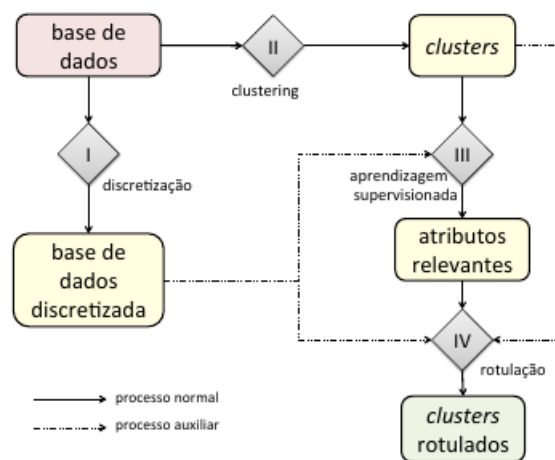 base de
dados
II
clustering
clusters
I
discretização
III
aprendizagem
supervisionada
base de
dados
discretizada
atributos
relevantes
IV
rotulação
processo normal
processo auxiliar
clusters
rotulados